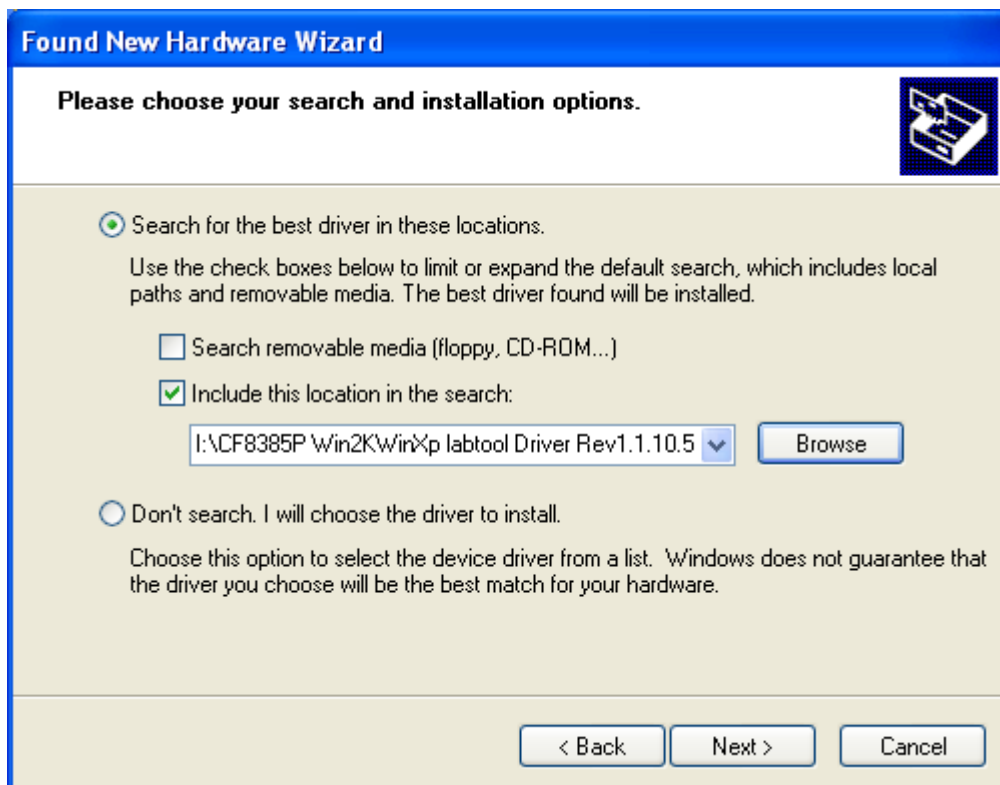 Found New Hardware Wizard
Please choose your search and installation options.
Search for the best driver in these locations.
Use the check boxes below to limit or expand the default search, which includes local
paths and removable media. The best driver found will be installed.
Search removable media (floppy, CD-ROM...)
Include this location in the search:
I:\CF8385P Win2KWinXp labtool Driver Rev1.1.10.5
Browse
Don't search. I will choose the driver to install.
Choose this option to select the device driver from a list.  Windows does not guarantee that
the driver you choose will be the best match for your hardware.
< Back
Next >
Cancel